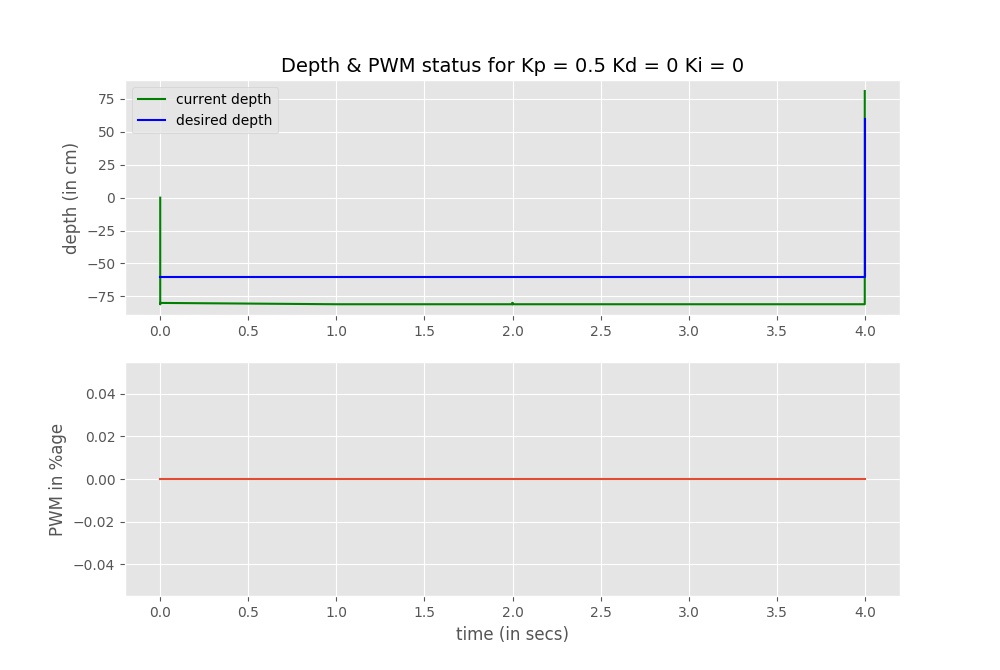 Depth & PWM status for Kp = 0.5 Kd = 0 Ki = 0
current depth
desired depth
depth (in cm)
75
50
25
0
−25
−50
−75
0.0 0.5 1.0 1.5 2.0 2.5 3.0 3.5 4.0
PWM in %age
0.04
0.02
0.00
−0.02
−0.04
0.0 0.5 1.0 1.5 2.0 2.5 3.0 3.5 4.0
time (in secs)